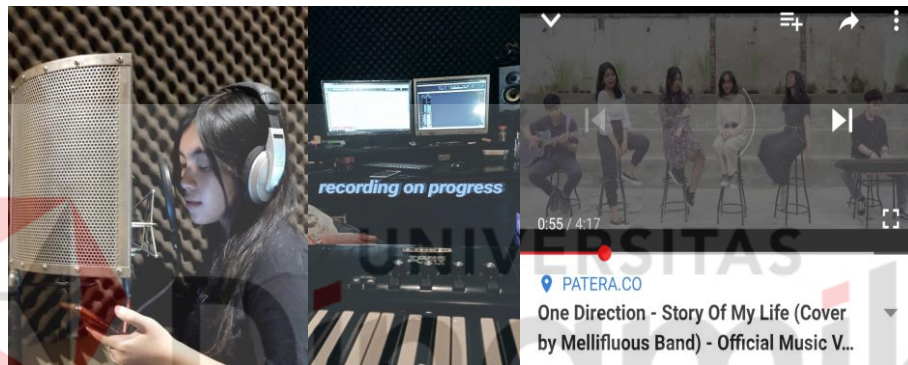 recording on progress
UNIVERSITAS
0:55 / 4:17
PATERA.CO
One Direction - Story Of My Life (Cover
by Mellifluous Band) - Official Music V...